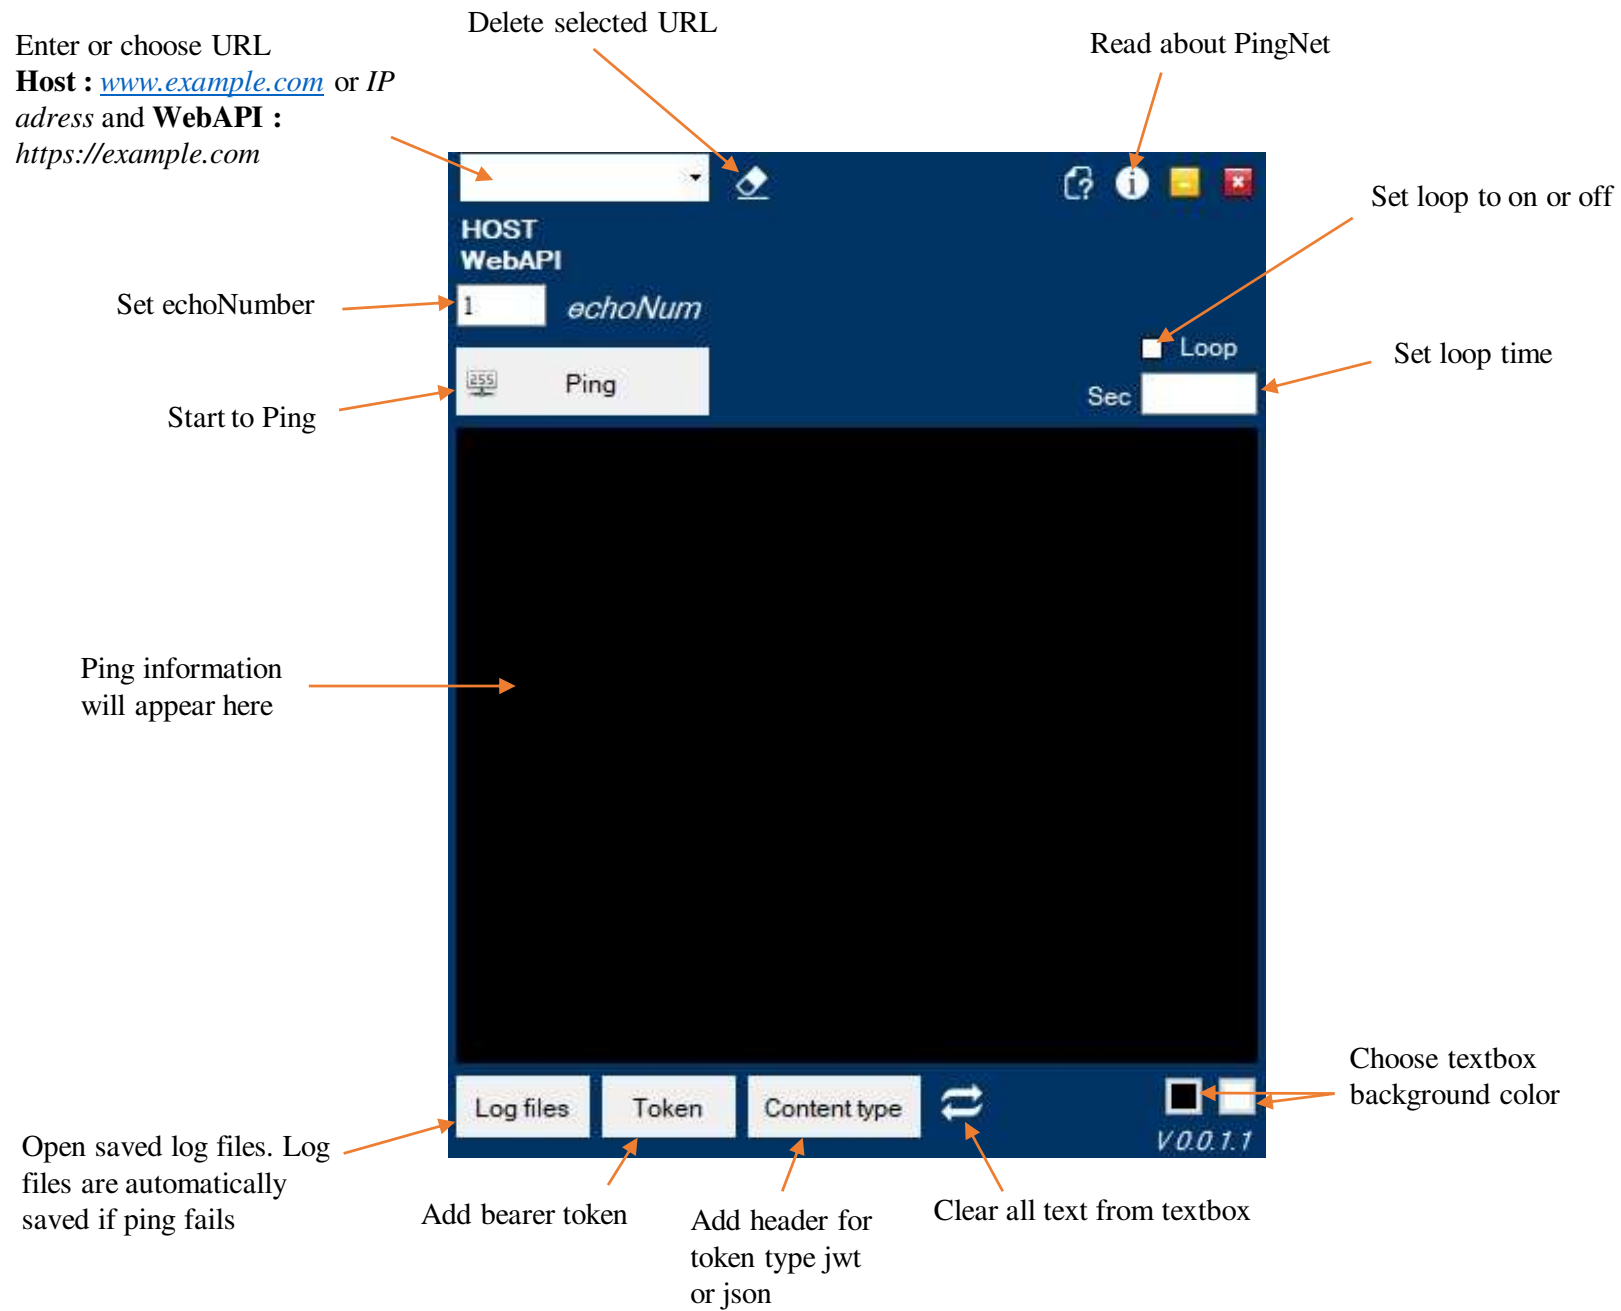 Delete selected URL
Enter or choose URL
Host : www.example.com or IP
adress and WebAPI :
https://example.com
Read about PingNet
Set loop to on or off
HOST
WebAPI
Set echoNumber
1
echoNum
Loop
Set loop time
255
Ping
Sec
Start to Ping
Ping information
will appear here
Choose textbox
background color
Log files
Token
Content type
V 0.0.1.1
Open saved log files. Log
files are automatically
saved if ping fails
Add bearer token
Add header for
token type jwt
or json
Clear all text from textbox